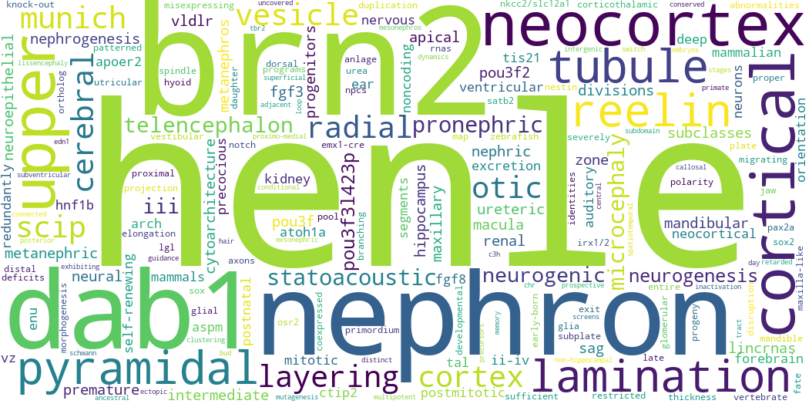 knock-out
misexpressing
uncovered
duplication
nkcc2/slc12a1
conserved
abnormalities
munich
vesicle
neocortex
brn2
nephrogenesis
vldlr
nervous
tbr2
mesonephros
corticothalamic
lissencephaly
patterned
apoer2
apical
rnas
dynamics
intergenic
switch
embryos
deep
mammalian
neuroepithelial
upper
cerebral
metanephros
spindle
dorsal
programs
superficial
progenitors
noncoding
tis21
tubule
stages
primate
proper
ortholog
utricular
hyoid
daughter
anlage
urea
ear
pou3f2
divisions
neurons
orientation
fgf3
adjacent
loop
npcs
ventricular
satb2
nestin
reelin
cortical
telencephalon
vestibular
proximo-medial
radial
pronephric
map
zebrafish
severely
subclasses
subdomain
plate
callosal
migrating
henle
edn1
subventricular
proximal
notch
emx1-cre
conditional
nephric
zone
microcephaly
polarity
jaw
redundantly
projection
cytoarchitecture
precocious
kidney
pou3f3l423p
hippocampus
segments
maxillary
otic
excretion
auditory
identities
central
spatiotemporal
hnf1b
iii
pou3f
pool
branching
ureteric
mandibular
pax2a
scip
connected
posterior
arch
elongation
mesonephric
atoh1a
macula
neocortical
sox2
maxilla-like
metanephric
lgl
guidance
hair
axons
c3h
renal
irx1/2
day
retarded
distal
deficits
neural
exhibiting
mammals
statoacoustic
fgf8
neurogenic
chr
prospective
neurogenesis
inactivation
dab1
nephron
enu
morphogenesis
self-renewing
sox
glial
clustering
aspm
postnatal
osr2
coexpressed
primordium
developmental
precursors
memory
early-born
exit
screens
glia
subplate
progeny
entire
glomerular
disruption
tract
mandible
vz
schwann
bud
mitotic
distinct
tal
ii-iv
sag
non-hippocampal
lincrnas
forebrain
pyramidal
layering
cortex
lamination
premature
ectopic
intermediate
ctip2
postmitotic
late
fate
ancestral
multipotent
mutagenesis
sufficient
restricted
thickness
vertebrate